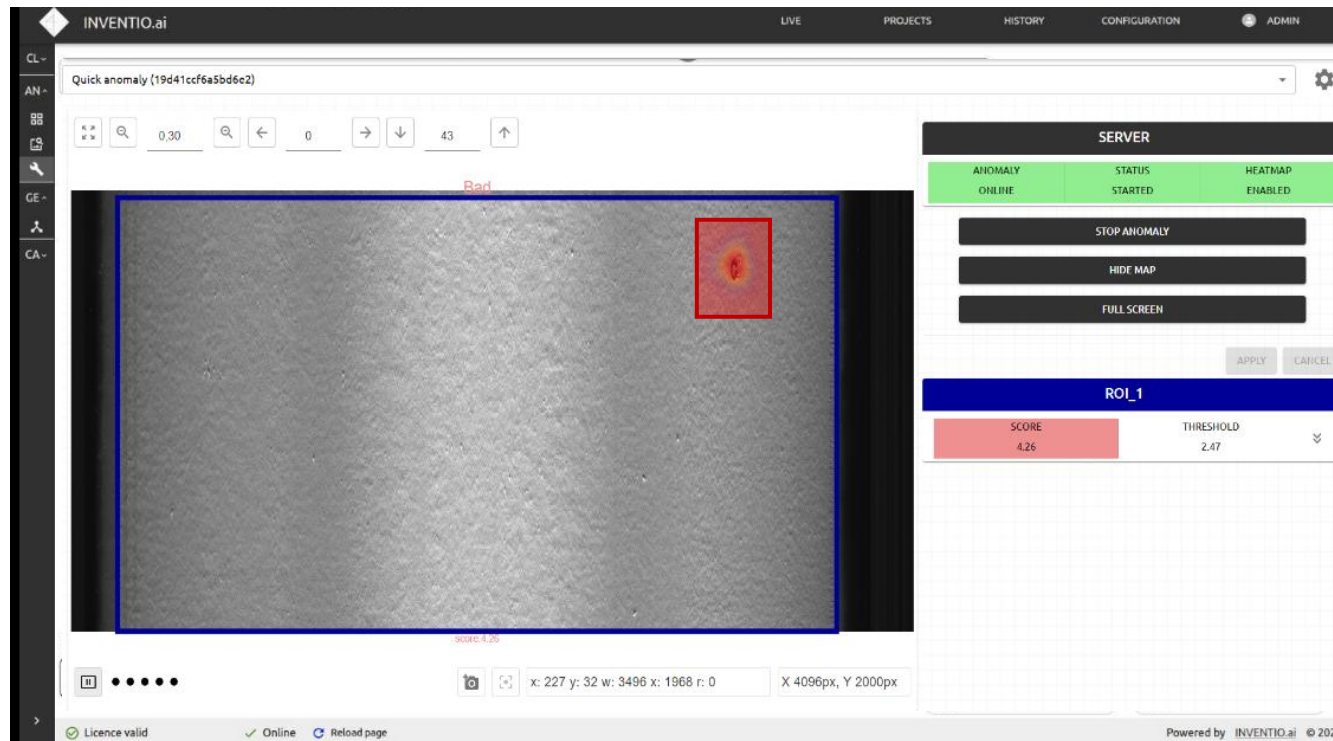 INVENTIO.ai
LIVE PROJECTS HISTORY CONFIGURATION ADMIN
CL
Quick anomaly (19d41ccf6a5bd6e2)
AN
0,30 0 43
SERVER
Bad
ANOMALY STATUS HEATMAP
ONLINE STARTED ENABLED
GE
STOP ANOMALY
CA
HIDE MAP
FULL SCREEN
APPLY CANCEL
ROI_1
SCORE THRESHOLD
4.26 2.47
score:4.26
x: 227 y: 32 w: 3496 x: 1968 r: 0 X 4096px, Y 2000px
Licence valid Online Reload page Powered by INVENTIO.ai © 202